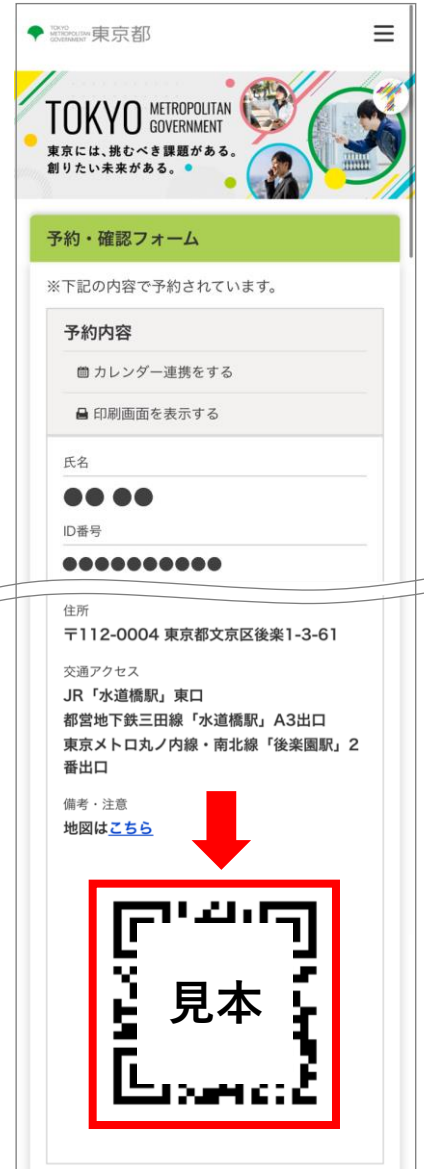 TOKYO
METROPOLITAN
GOVERNMENT
東京都
TOKYO METROPOLITAN
GOVERNMENT
東京には、挑むべき課題がある。
創りたい未来がある。
予約・確認フォーム
※下記の内容で予約されています。
予約内容
カレンダー連携をする
印刷画面を表示する
氏名
●● ●●
ID番号
●●●●●●●●●●
住所
〒112-0004 東京都文京区後楽1-3-61
交通アクセス
JR「水道橋駅」東口
都営地下鉄三田線「水道橋駅」A3出口
東京メトロ丸ノ内線・南北線「後楽園駅」2
番出口
備考・注意
地図はこちら
見本